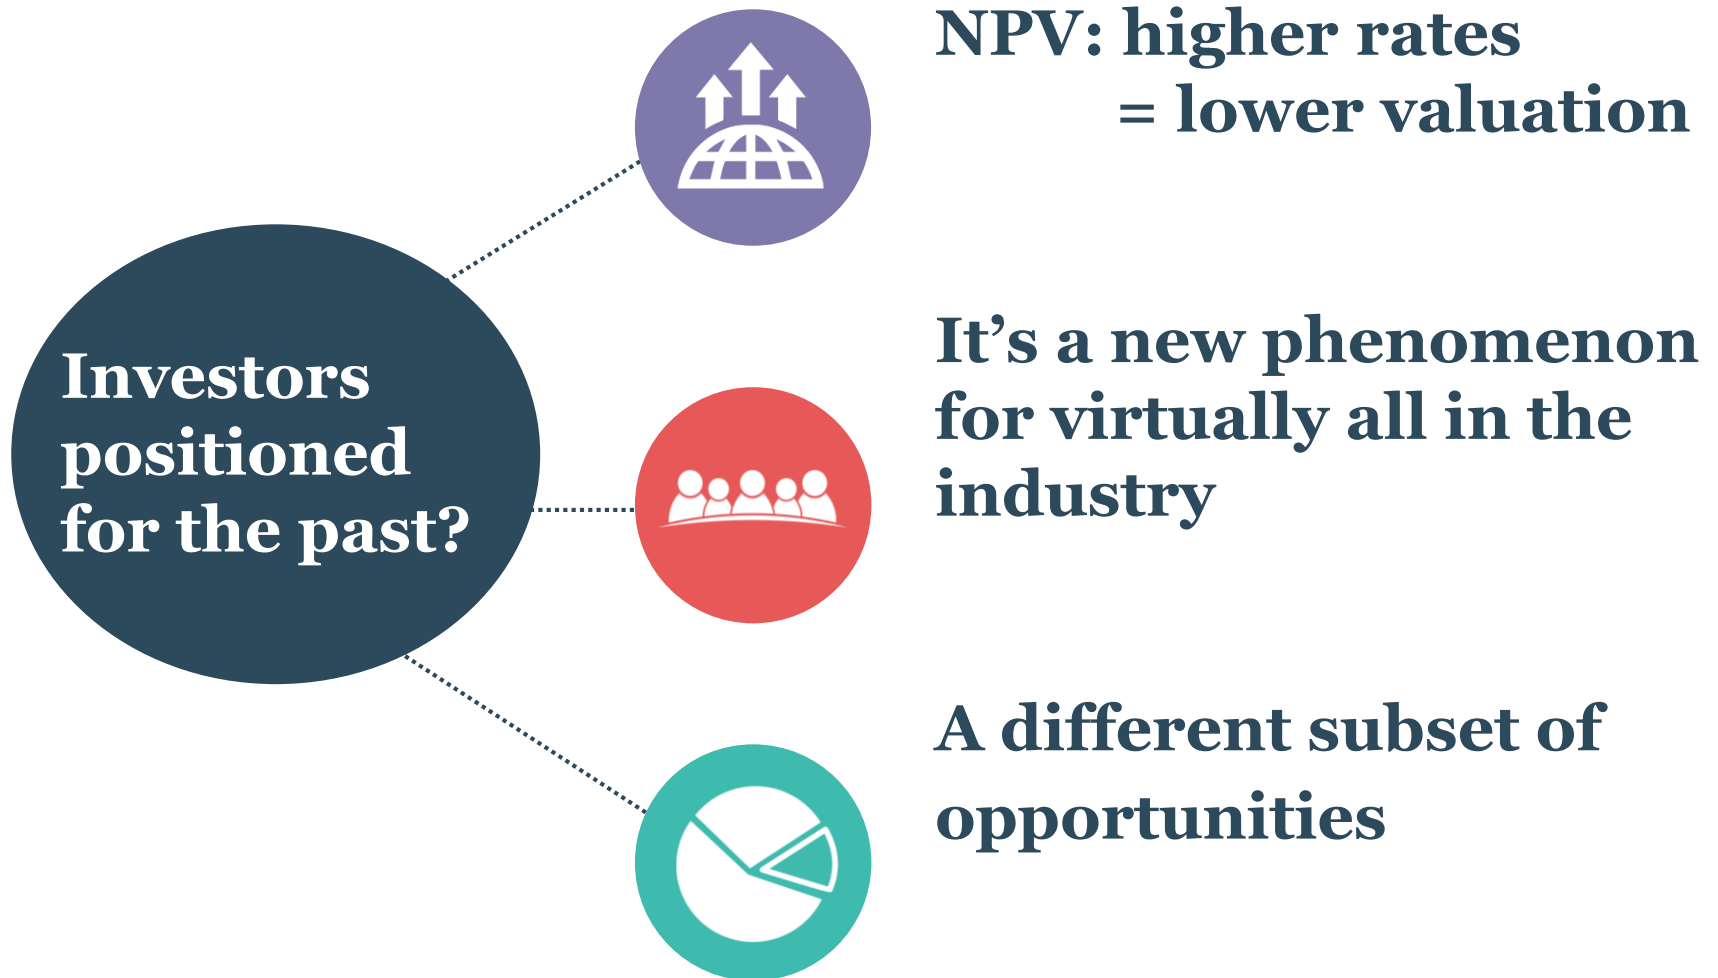 Investors
positioned
for the past?
NPV: higher rates
= lower valuation
It’s a new phenomenon
for virtually all in the
industry
A different subset of
opportunities